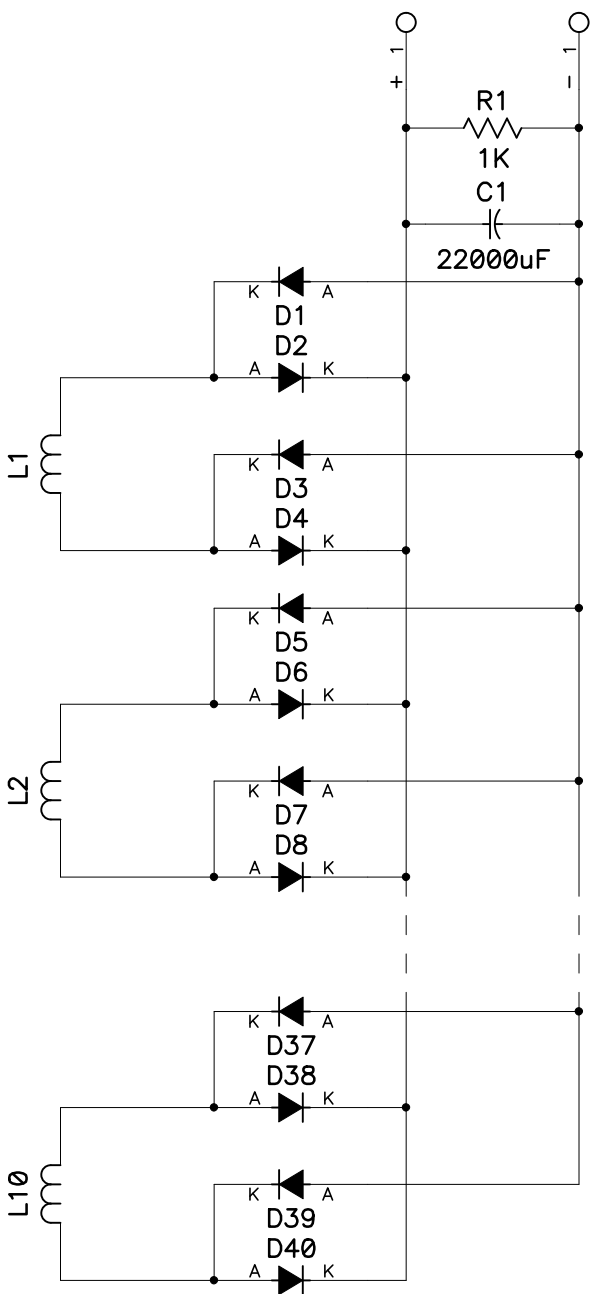 + 1
- 1
R1
1K
C1
22000uF
K A
D1
D2
A K
L1
K A
D3
D4
A K
K A
D5
D6
A K
L2
K A
D7
D8
A K
K A
D37
D38
A K
L10
K A
D39
D40
A K